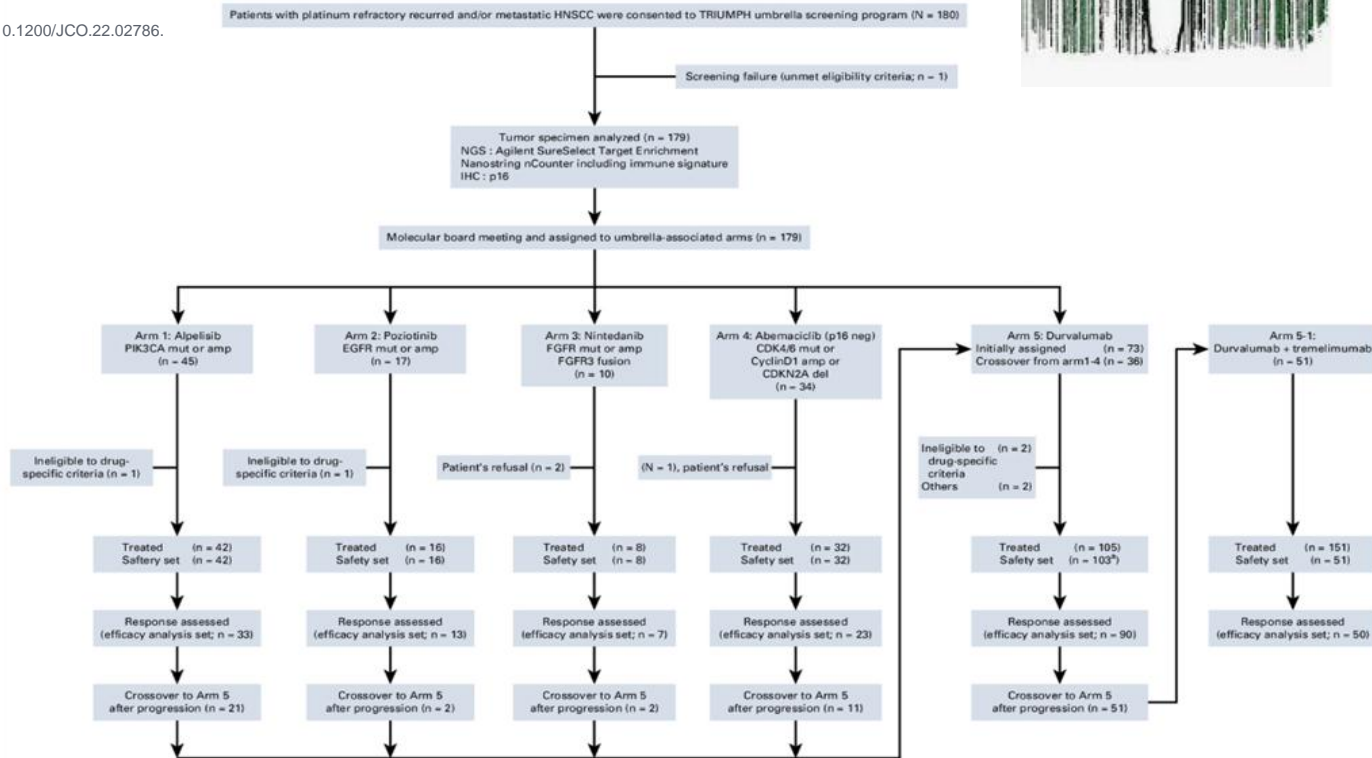 Patients with platinum refractory recurred and/or metastatic HNSCC were consented to TRIUMPH umbrella screening program (N = 180)
0.1200/JCO.22.02786.
Screening failure (unmet eligibility criteria; n = 1)
Tumor specimen analyzed (n = 179)
NGS : Agilent SureSelect Target Enrichment
Nanostring nCounter including immune signature
IHC : p16
Molecular board meeting and assigned to umbrella-associated arms (n = 179)
Arm 1: Alpelisib
PIK3CA mut or amp
(n = 45)
Arm 2: Poziotinib
EGFR mut or amp
(n = 17)
Arm 3: Nintedanib
FGFR mut or amp
FGFR3 fusion
(n = 10)
Arm 4: Abemaciclib (p16 neg)
CDK4/6 mut or
CyclinD1 amp or
CDKN2A del
(n = 34)
Arm 5: Durvalumab
Initially assigned (n = 73)
Crossover from arm1-4 (n = 36)
Arm 5-1:
Durvalumab + tremelimumab
(n = 51)
Ineligible to drug-
specific criteria (n = 1)
Ineligible to drug-
specific criteria (n = 1)
Patient's refusal (n = 2)
(N = 1), patient's refusal
Ineligible to (n = 2)
drug-specific
criteria
Others (n = 2)
Treated (n = 42)
Saftery set (n = 42)
Treated (n = 16)
Safety set (n = 16)
Treated (n = 8)
Safety set (n = 8)
Treated (n = 32)
Safety set (n = 32)
Treated (n = 105)
Safety set (n = 103ª)
Treated (n = 151)
Safety set (n = 51)
Response assessed
(efficacy analysis set; n = 33)
Response assessed
(efficacy analysis set; n = 13)
Response assessed
(efficacy analysis set; n = 7)
Response assessed
(efficacy analysis set; n = 23)
Response assessed
(efficacy analysis set; n = 90)
Response assessed
(efficacy analysis set; n = 50)
Crossover to Arm 5
after progression (n = 21)
Crossover to Arm 5
after progression (n = 2)
Crossover to Arm 5
after progression (n = 2)
Crossover to Arm 5
after progression (n = 11)
Crossover to Arm 5
after progression (n = 51)